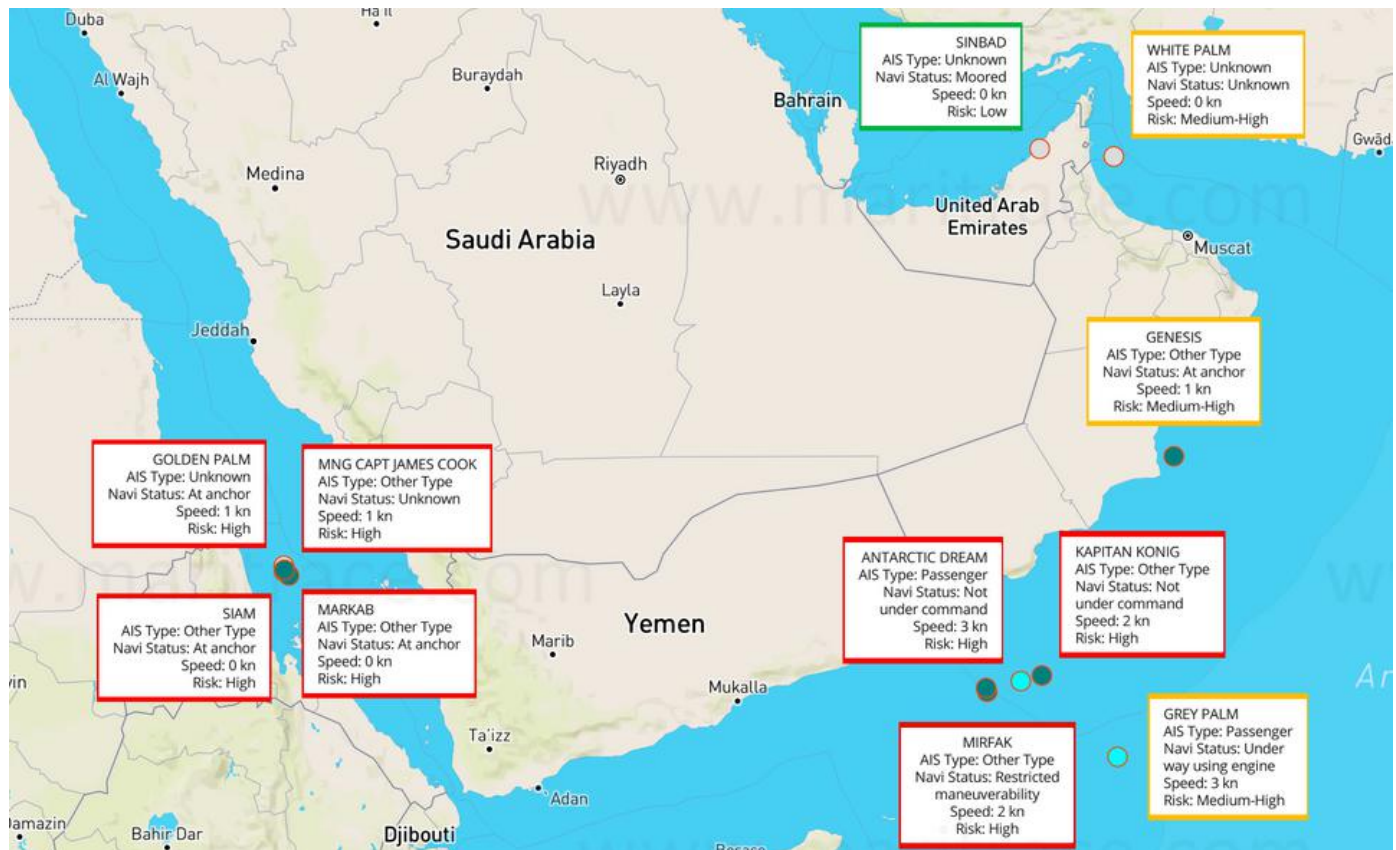 Duba
Ha'il
Al Wajh
Buraydah
Bahrain
SINBAD
AIS Type: Unknown
Navi Status: Moored
Speed: 0 kn
Risk: Low
WHITE PALM
AIS Type: Unknown
Navi Status: Unknown
Speed: 0 kn
Risk: Medium-High
Medina
Riyadh
www.maritrace.com
United Arab
Emirates
Saudi Arabia
Muscat
Layla
Jeddah
GENESIS
AIS Type: Other Type
Navi Status: At anchor
Speed: 1 kn
Risk: Medium-High
GOLDEN PALM
AIS Type: Unknown
Navi Status: At anchor
Speed: 1 kn
Risk: High
MNG CAPT JAMES COOK
AIS Type: Other Type
Navi Status: Unknown
Speed: 1 kn
Risk: High
ANTARCTIC DREAM
AIS Type: Passenger
Navi Status: Not
under command
Speed: 3 kn
Risk: High
KAPITAN KONIG
AIS Type: Other Type
Navi Status: Not
under command
Speed: 2 kn
Risk: High
SIAM
AIS Type: Other Type
Navi Status: At anchor
Speed: 0 kn
Risk: High
MARKAB
AIS Type: Other Type
Navi Status: At anchor
Speed: 0 kn
Risk: High
Yemen
Marib
Mukalla
Ta'izz
Adan
MIRFAK
AIS Type: Other Type
Navi Status: Restricted
maneuverability
Speed: 2 kn
Risk: High
GREY PALM
AIS Type: Passenger
Navi Status: Under
way using engine
Speed: 3 kn
Risk: Medium-High
Bahir Dar
Djibouti